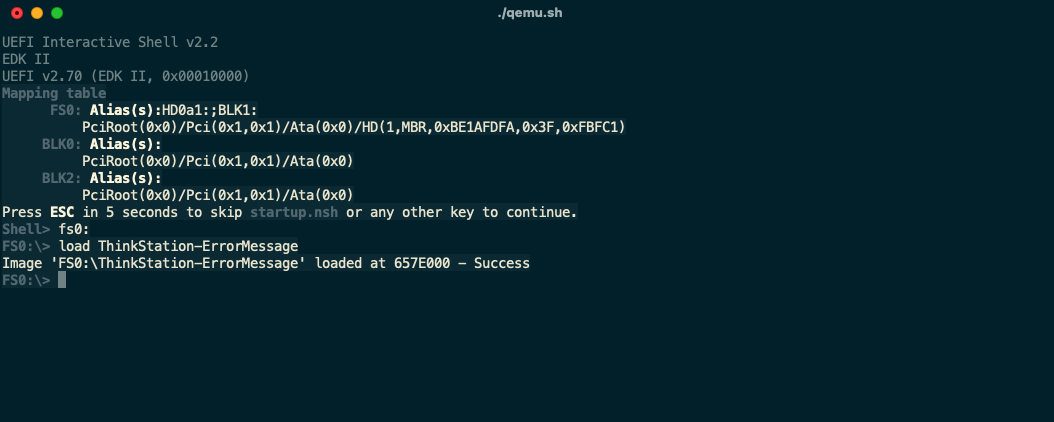 ./qemu.sh
UEFI Interactive Shell v2.2
EDK II
UEFI v2.70 (EDK II, 0x00010000)
Mapping table
FS0: Alias(s):HD0a1:;BLK1:
PciRoot(0x0)/Pci(0x1,0x1)/Ata(0x0)/HD(1,MBR,0xBE1AFDFA,0x3F,0xFBFC1)
BLK0: Alias(s):
PciRoot(0x0)/Pci(0x1,0x1)/Ata(0x0)
BLK2: Alias(s):
PciRoot(0x0)/Pci(0x1,0x1)/Ata(0x0)
Press ESC in 5 seconds to skip startup.nsh or any other key to continue.
Shell> fs0:
FS0:\> load ThinkStation-ErrorMessage
Image 'FS0:\ThinkStation-ErrorMessage' loaded at 657E000 - Success
FS0:\>